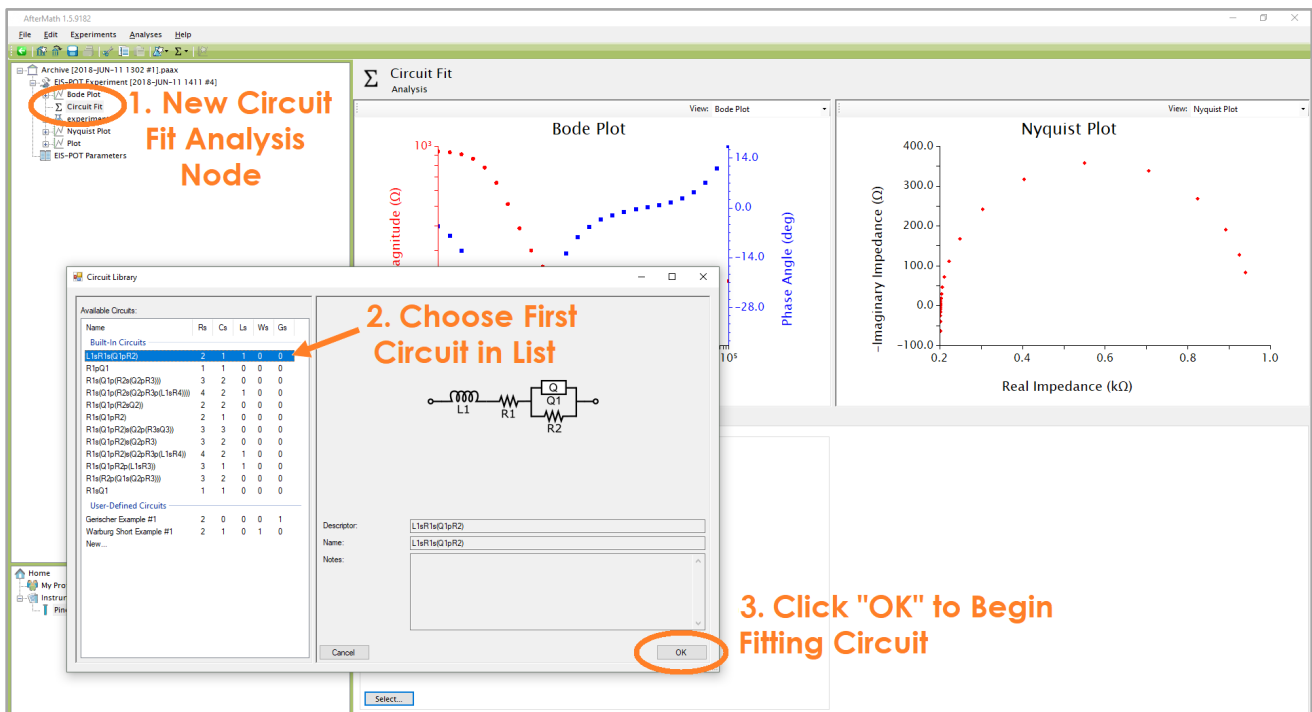 AfterMath 1.5.9182
File Edit Experiments Analyses Help
Archive [2018-JUN-11 1302 #1].paax
EIS-POT Experiment [2018-JUN-11 1411 #4]
Bode Plot
Circuit Fit
experiment
Nyquist Plot
Plot
EIS-POT Parameters
1. New Circuit
Fit Analysis
Node
Σ Circuit Fit
Analysis
View: Bode Plot
Bode Plot
10³
14.0
0.0
-14.0
-28.0
agnitude (Ω)
Phase Angle (deg)
10⁵
View: Nyquist Plot
Nyquist Plot
400.0
300.0
200.0
100.0
0.0
-100.0
-Imaginary Impedance (Ω)
0.2 0.4 0.6 0.8 1.0
Real Impedance (kΩ)
Circuit Library
Available Circuits:
Name Rs Cs Ls Ws Gs
Built-In Circuits
L1sR1s(Q1pR2) 2 1 1 0 0
R1pQ1 1 1 0 0 0
R1s(Q1p(R2s(Q2pR3))) 3 2 0 0 0
R1s(Q1p(R2s(Q2pR3p(L1sR4)))) 4 2 1 0 0
R1s(Q1p(R2sQ2)) 2 2 0 0 0
R1s(Q1pR2) 2 1 0 0 0
R1s(Q1pR2)s(Q2p(R3sQ3)) 3 3 0 0 0
R1s(Q1pR2)s(Q2pR3) 3 2 0 0 0
R1s(Q1pR2)s(Q2pR3p(L1sR4)) 4 2 1 0 0
R1s(Q1pR2p(L1sR3)) 3 1 1 0 0
R1s(R2p(Q1s(Q2pR3))) 3 2 0 0 0
R1sQ1 1 1 0 0 0
User-Defined Circuits
Gerischer Example #1 2 0 0 0 1
Warburg Short Example #1 2 1 0 1 0
New...
2. Choose First
Circuit in List
L1
R1
Q
Q1
R2
Descriptor: L1sR1s(Q1pR2)
Name: L1sR1s(Q1pR2)
Notes:
Cancel
OK
3. Click "OK" to Begin
Fitting Circuit
Select...
Home
My Pro
Instrur
Pin